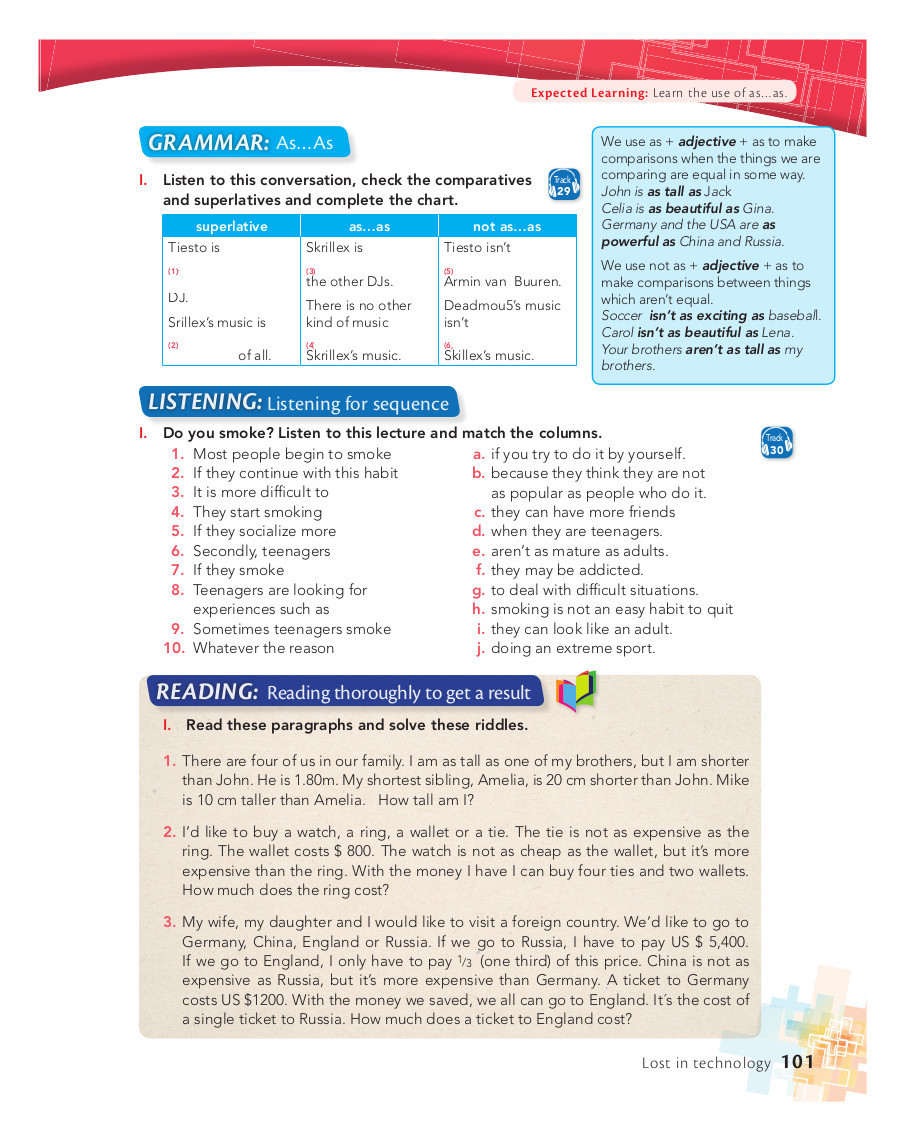 Expected Learning: Learn the use of as...as.
GRAMMAR: As...As
I. Listen to this conversation, check the comparatives
and superlatives and complete the chart.
Track
29
superlative as...as not as...as
Tiesto is
(1)
DJ.
Srillex's music is
(2)
of all.
Skrillex is
(3)
the other DJs.
There is no other
kind of music
(4
Skrillex's music.
Tiesto isn't
(5)
Armin van Buuren.
Deadmou5's music
isn't
(6
Skillex's music.
We use as + adjective + as to make
comparisons when the things we are
comparing are equal in some way.
John is as tall as Jack
Celia is as beautiful as Gina.
Germany and the USA are as
powerful as China and Russia.
We use not as + adjective + as to
make comparisons between things
which aren't equal.
Soccer isn't as exciting as baseball.
Carol isn't as beautiful as Lena.
Your brothers aren't as tall as my
brothers.
LISTENING: Listening for sequence
I. Do you smoke? Listen to this lecture and match the columns.
Track
30
1. Most people begin to smoke
2. If they continue with this habit
3. It is more difficult to
4. They start smoking
5. If they socialize more
6. Secondly, teenagers
7. If they smoke
8. Teenagers are looking for
experiences such as
9. Sometimes teenagers smoke
10. Whatever the reason
a. if you try to do it by yourself.
b. because they think they are not
as popular as people who do it.
c. they can have more friends
d. when they are teenagers.
e. aren't as mature as adults.
f. they may be addicted.
g. to deal with difficult situations.
h. smoking is not an easy habit to quit
i. they can look like an adult.
j. doing an extreme sport.
READING: Reading thoroughly to get a result
I. Read these paragraphs and solve these riddles.
1. There are four of us in our family. I am as tall as one of my brothers, but I am shorter
than John. He is 1.80m. My shortest sibling, Amelia, is 20 cm shorter than John. Mike
is 10 cm taller than Amelia. How tall am I?
2. I'd like to buy a watch, a ring, a wallet or a tie. The tie is not as expensive as the
ring. The wallet costs $ 800. The watch is not as cheap as the wallet, but it's more
expensive than the ring. With the money I have I can buy four ties and two wallets.
How much does the ring cost?
3. My wife, my daughter and I would like to visit a foreign country. We'd like to go to
Germany, China, England or Russia. If we go to Russia, I have to pay US $ 5,400.
If we go to England, I only have to pay 1/3 (one third) of this price. China is not as
expensive as Russia, but it's more expensive than Germany. A ticket to Germany
costs US $1200. With the money we saved, we all can go to England. It´s the cost of
a single ticket to Russia. How much does a ticket to England cost?
Lost in technology 101